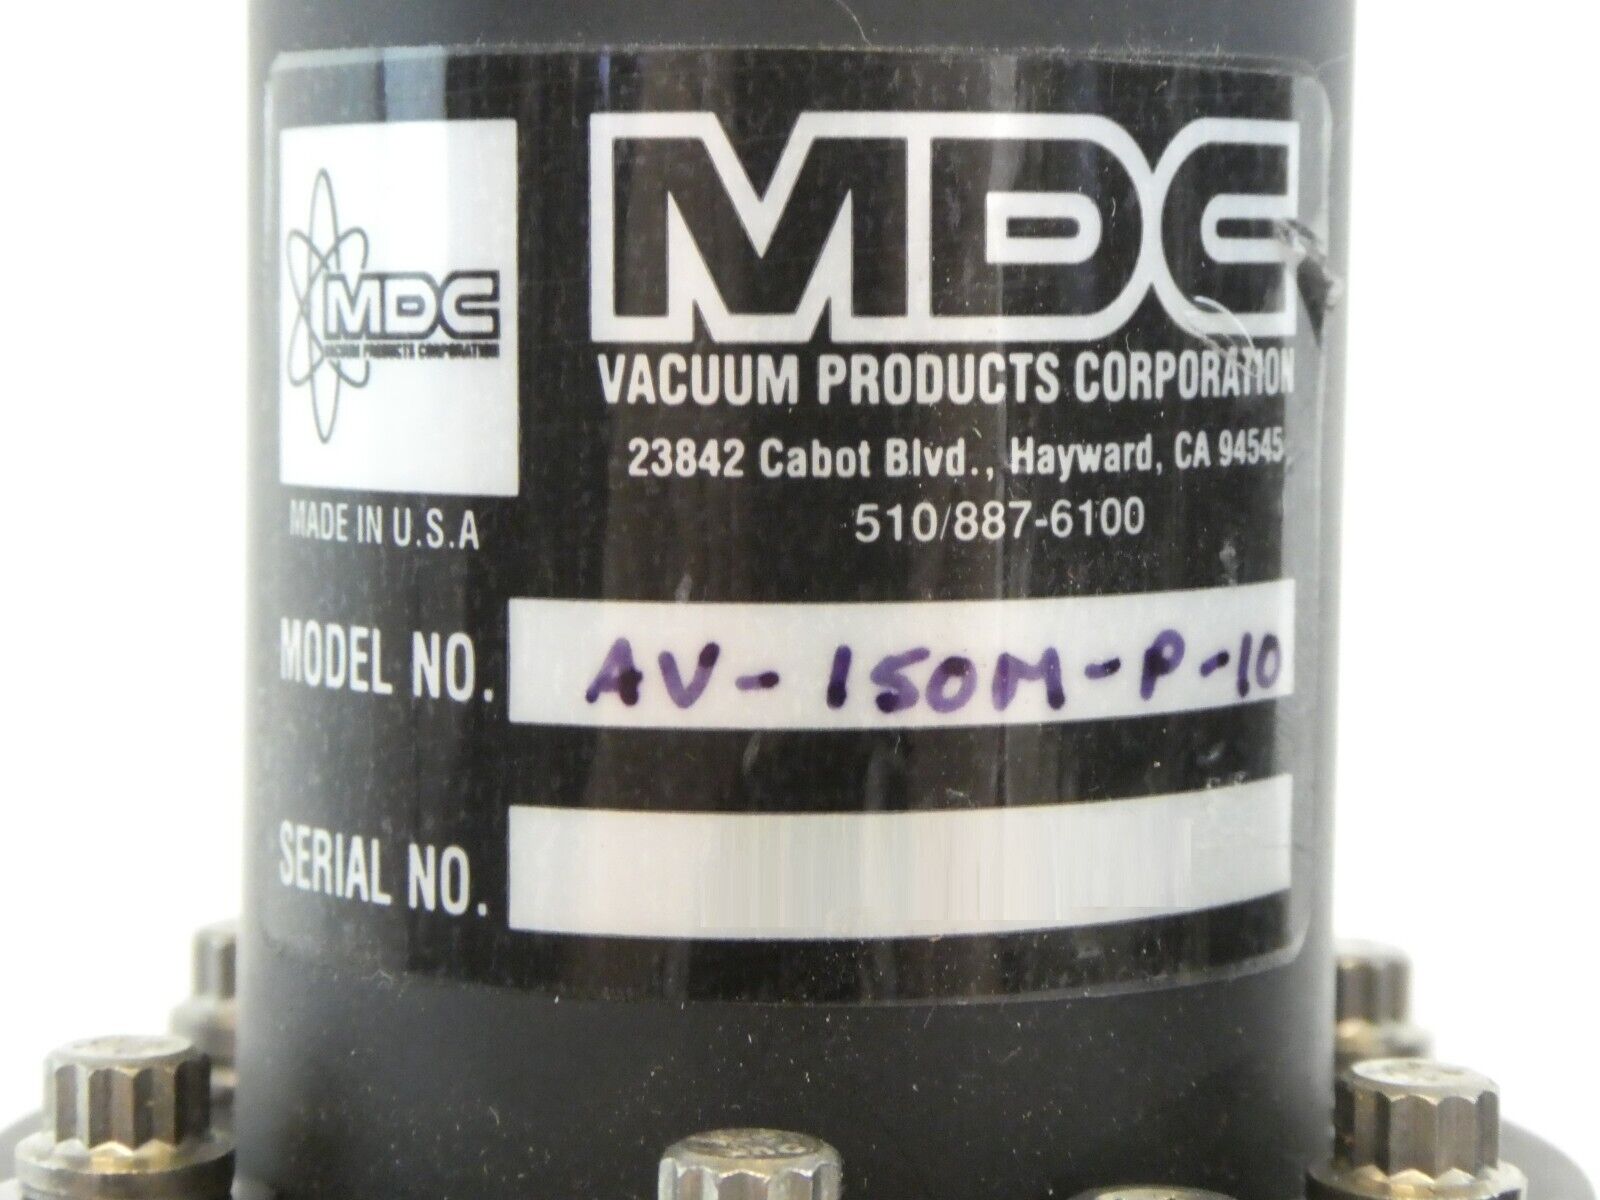 MDC
VACUUM PRODUCTS CORPORATION
MADE IN U.S.A
MDC
VACUUM PRODUCTS CORPORATION
23842 Cabot Blvd., Hayward, CA 94545
510/887-6100
MODEL NO. AV-150M-P-10
SERIAL NO.